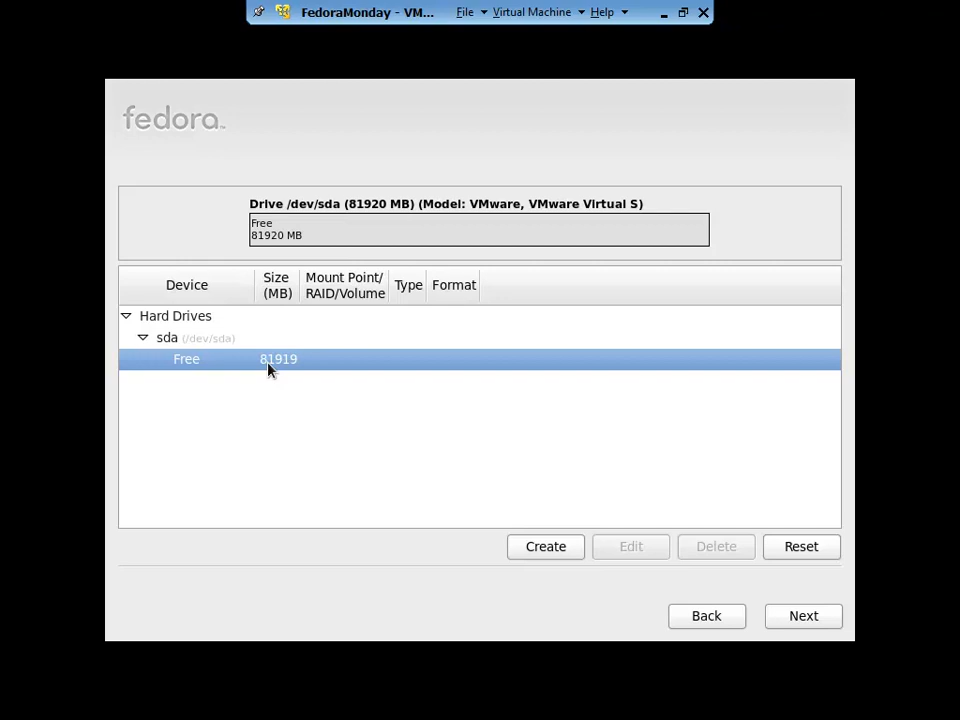 FedoraMonday - VM... File Virtual Machine Help
fedora
Drive /dev/sda (81920 MB) (Model: VMware, VMware Virtual S)
Free
81920 MB
Device Size (MB) Mount Point/ RAID/Volume Type Format
Hard Drives
sda (/dev/sda)
Free 81919
Create Edit Delete Reset
Back Next